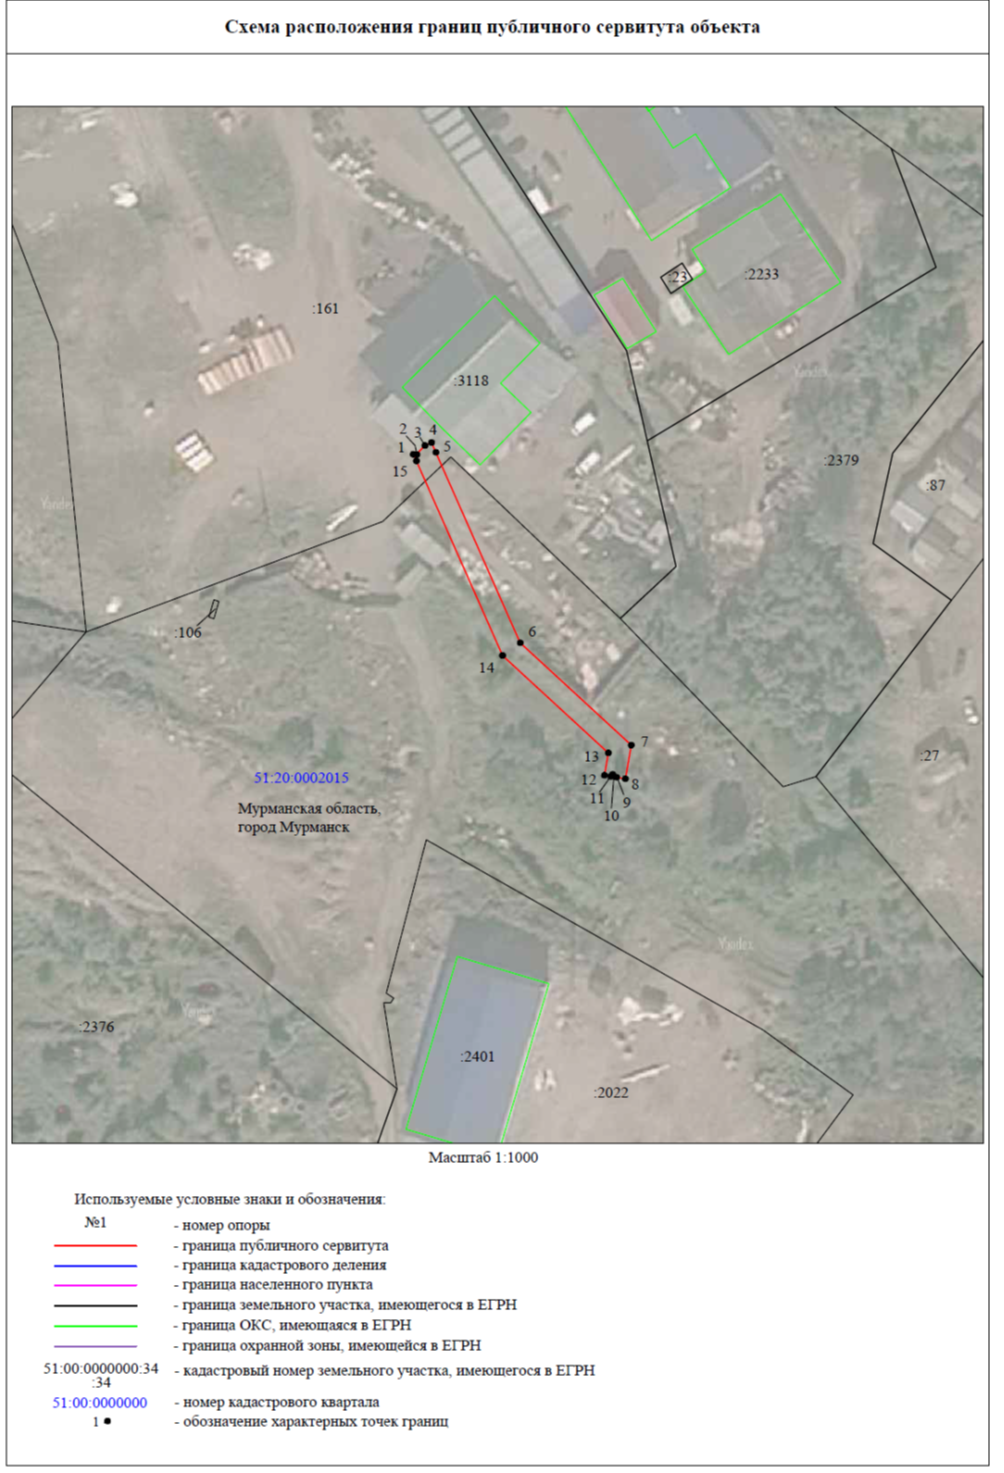 Схема расположения границ публичного сервитута объекта
:23
:2233
:161
:3118
2
3
4
1
5
15
:2379
:87
:106
6
14
7
13
:27
12
8
11
9
10
51:20:0002015
Мурманская область,
город Мурманск
Yandex
:2376
:2401
:2022
Масштаб 1:1000
Используемые условные знаки и обозначения:
№1 - номер опоры
- граница публичного сервитута
- граница кадастрового деления
- граница населенного пункта
- граница земельного участка, имеющегося в ЕГРН
- граница ОКС, имеющаяся в ЕГРН
- граница охранной зоны, имеющейся в ЕГРН
51:00:0000000:34 - кадастровый номер земельного участка, имеющегося в ЕГРН
:34
51:00:0000000 - номер кадастрового квартала
1 ● - обозначение характерных точек границ